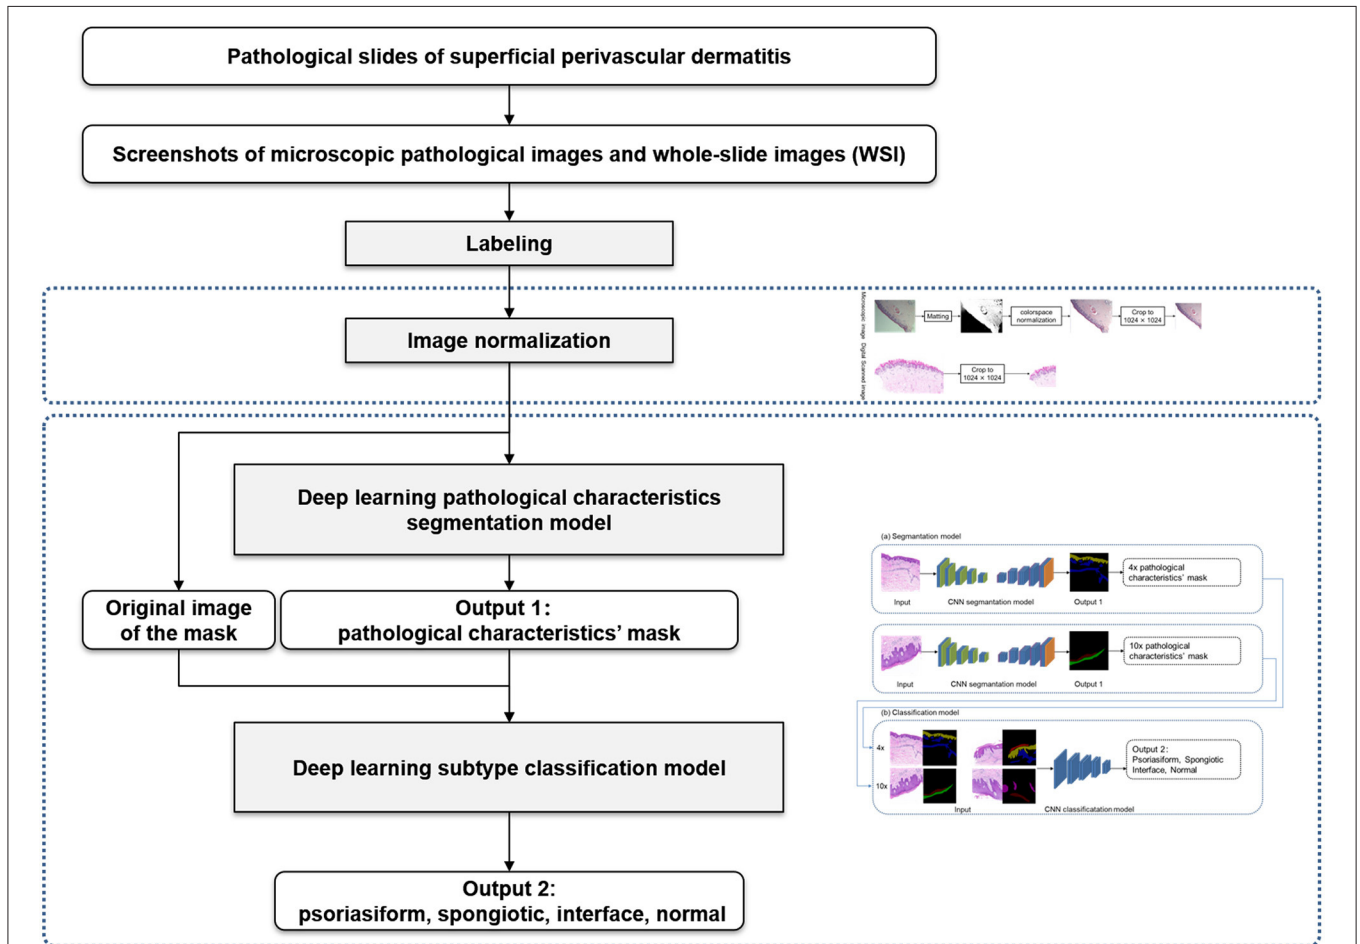 Pathological slides of superficial perivascular dermatitis
Screenshots of microscopic pathological images and whole-slide images (WSI)
Labeling
Image normalization
Microscopic image
Matting
colorspace
normalization
Crop to
1024 × 1024
Digital Scanned image
Crop to
1024 × 1024
Deep learning pathological characteristics
segmentation model
Original image
of the mask
Output 1:
pathological characteristics’ mask
Deep learning subtype classification model
Output 2:
psoriasiform, spongiotic, interface, normal
(a) Segmantation model
4x pathological
characteristics’ mask
Input
CNN segmantation model
Output 1
10x pathological
characteristics’ mask
Input
CNN segmantation model
Output 1
(b) Classification model
4x
10x
Input
CNN classificatation model
Output 2:
Psoriasiform, Spongiotic
Interface, Normal